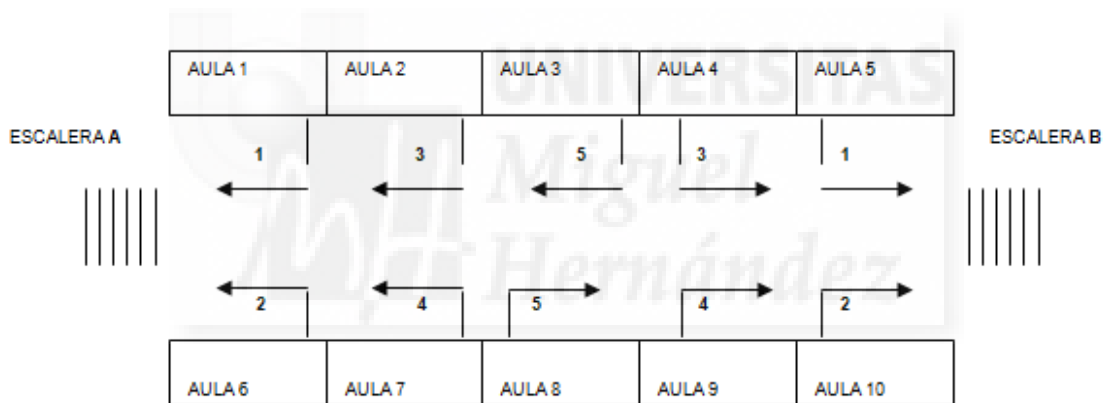 UNIVERSITAS
AULA 1 AULA 2 AULA 3 AULA 4 AULA 5
ESCALERA A
ESCALERA B
1 3 5 3 1
Miguel
Hernández
2 4 5 4 2
AULA 6 AULA 7 AULA 8 AULA 9 AULA 10